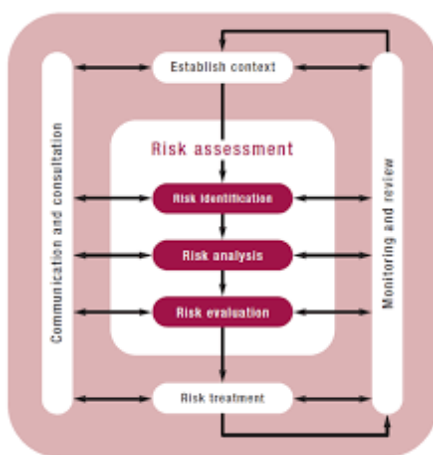 Establish context
Communication and consultation
Risk assessment
Monitoring and review
Risk identification
Risk analysis
Risk evaluation
Risk treatment